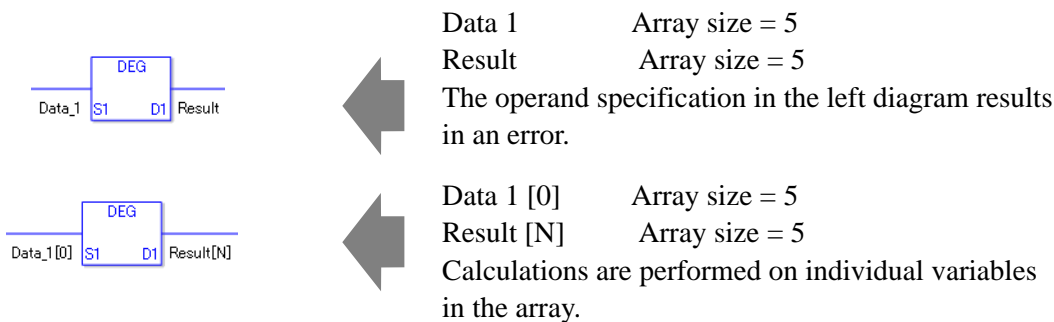 DEG
Data_1 S1 D1 Result
Data 1 Array size = 5
Result Array size = 5
The operand specification in the left diagram results
in an error.
DEG
Data_1[0] S1 D1 Result[N]
Data 1 [0] Array size = 5
Result [N] Array size = 5
Calculations are performed on individual variables
in the array.